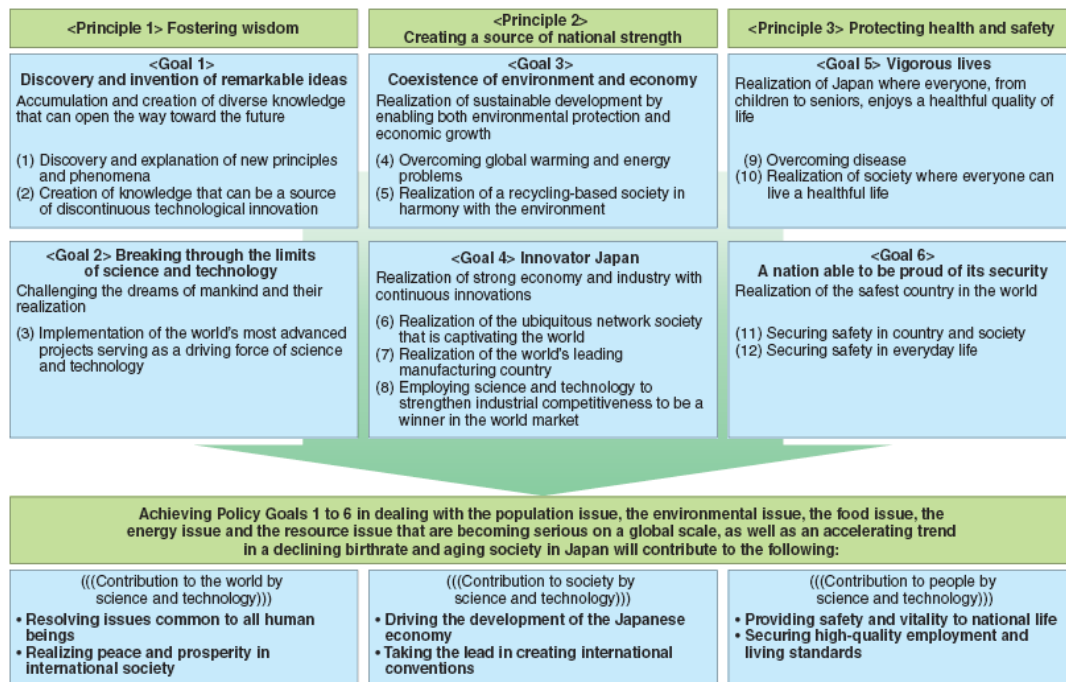 <Principle 1> Fostering wisdom
<Goal 1>
Discovery and invention of remarkable ideas
Accumulation and creation of diverse knowledge
that can open the way toward the future
(1) Discovery and explanation of new principles
and phenomena
(2) Creation of knowledge that can be a source
of discontinuous technological innovation
<Goal 2> Breaking through the limits
of science and technology
Challenging the dreams of mankind and their
realization
(3) Implementation of the world's most advanced
projects serving as a driving force of science
and technology
<Principle 2>
Creating a source of national strength
<Goal 3>
Coexistence of environment and economy
Realization of sustainable development by
enabling both environmental protection and
economic growth
(4) Overcoming global warming and energy
problems
(5) Realization of a recycling-based society in
harmony with the environment
<Goal 4> Innovator Japan
Realization of strong economy and industry with
continuous innovations
(6) Realization of the ubiquitous network society
that is captivating the world
(7) Realization of the world's leading
manufacturing country
(8) Employing science and technology to
strengthen industrial competitiveness to be a
winner in the world market
<Principle 3> Protecting health and safety
<Goal 5> Vigorous lives
Realization of Japan where everyone, from
children to seniors, enjoys a healthful quality of
life
(9) Overcoming disease
(10) Realization of society where everyone can
live a healthful life
<Goal 6>
A nation able to be proud of its security
Realization of the safest country in the world
(11) Securing safety in country and society
(12) Securing safety in everyday life
Achieving Policy Goals 1 to 6 in dealing with the population issue, the environmental issue, the food issue, the
energy issue and the resource issue that are becoming serious on a global scale, as well as an accelerating trend
in a declining birthrate and aging society in Japan will contribute to the following:
(((Contribution to the world by
science and technology)))
• Resolving issues common to all human
beings
• Realizing peace and prosperity in
international society
(((Contribution to society by
science and technology)))
• Driving the development of the Japanese
economy
• Taking the lead in creating international
conventions
(((Contribution to people by
science and technology)))
• Providing safety and vitality to national life
• Securing high-quality employment and
living standards